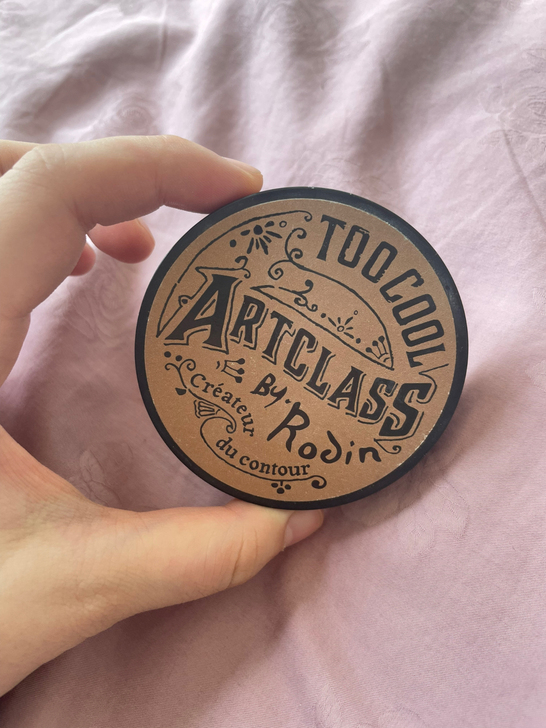 TOO COOL
ARTCLASS
By. Rodin
Créateur
du contour